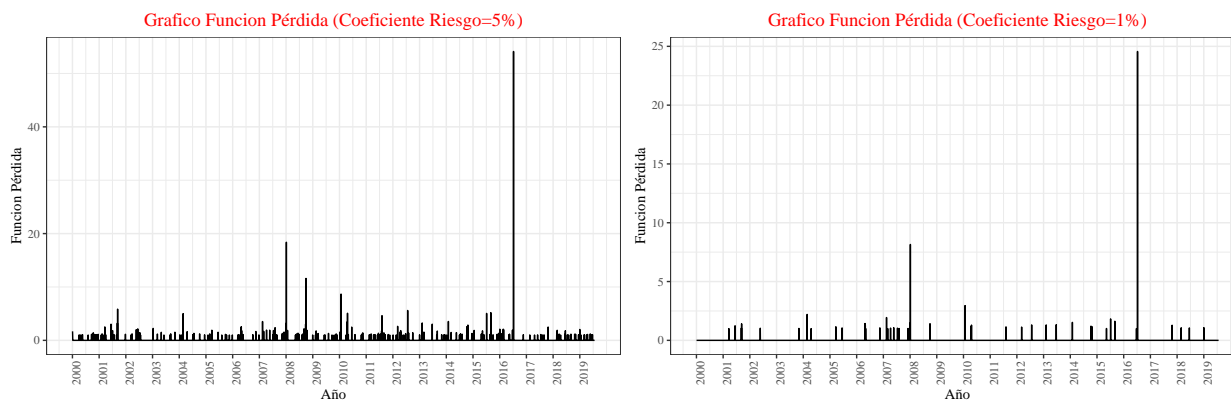 Grafico Funcion Pérdida (Coeficiente Riesgo=5%)
Funcion Pérdida
40
20
0
2000 2001 2002 2003 2004 2005 2006 2007 2008 2009 2010 2011 2012 2013 2014 2015 2016 2017 2018 2019
Año
Grafico Funcion Pérdida (Coeficiente Riesgo=1%)
Funcion Pérdida
25
20
15
10
5
0
2000 2001 2002 2003 2004 2005 2006 2007 2008 2009 2010 2011 2012 2013 2014 2015 2016 2017 2018 2019
Año